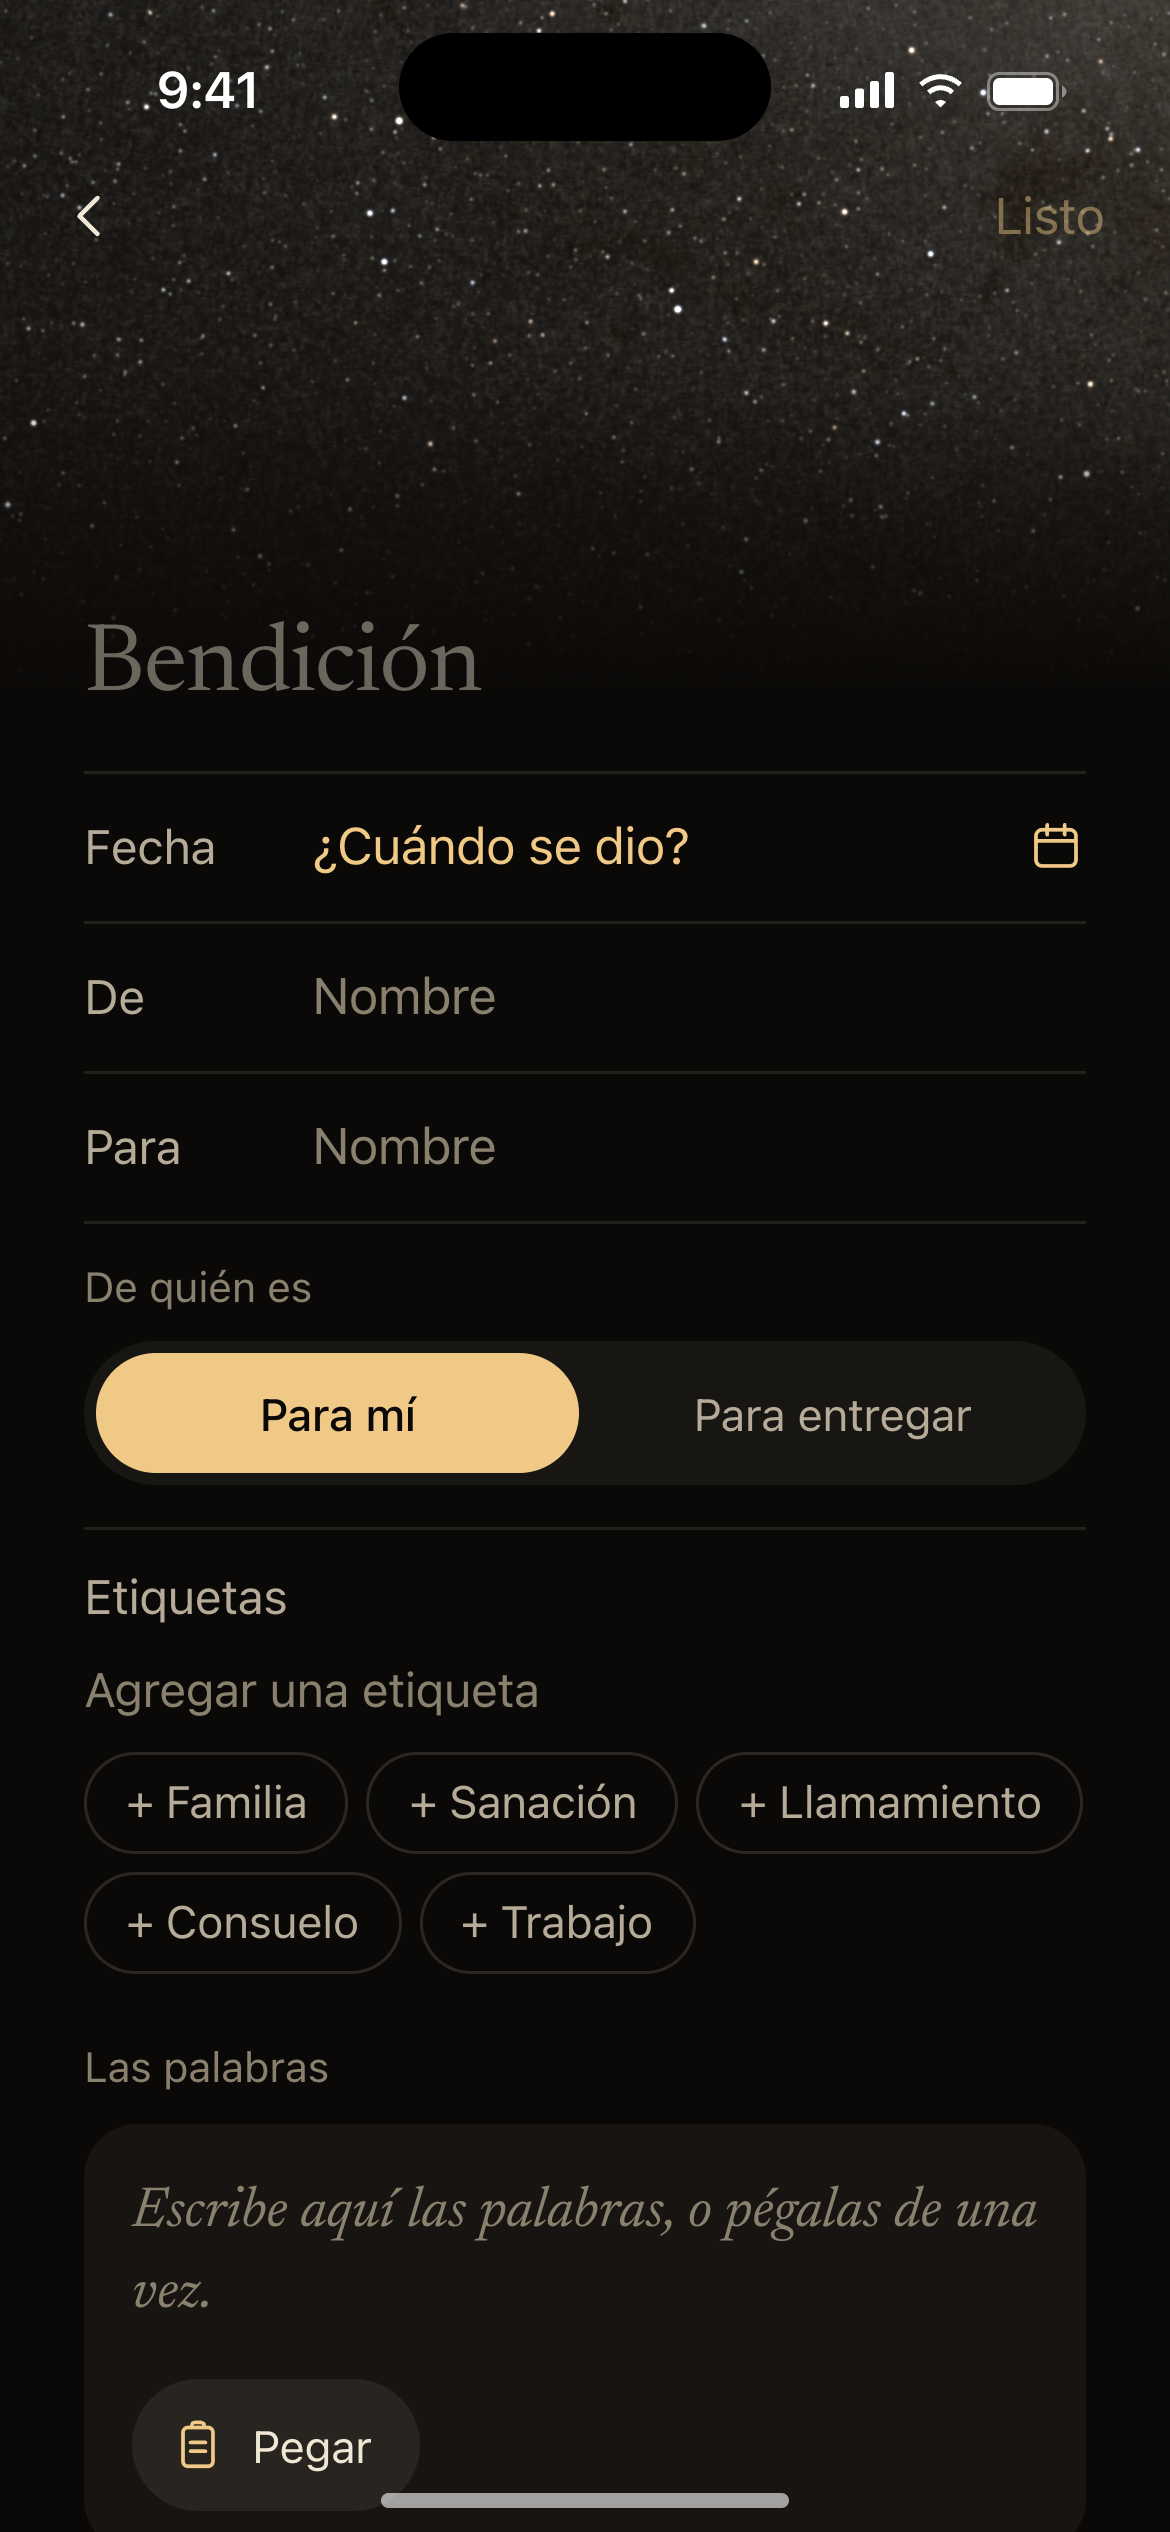 9:41
Listo
Bendición
Fecha ¿Cuándo se dio?
De Nombre
Para Nombre
De quién es
Para mí Para entregar
Etiquetas
Agregar una etiqueta
+ Familia + Sanación + Llamamiento
+ Consuelo + Trabajo
Las palabras
Escribe aquí las palabras, o pégalas de una
vez.
Pegar